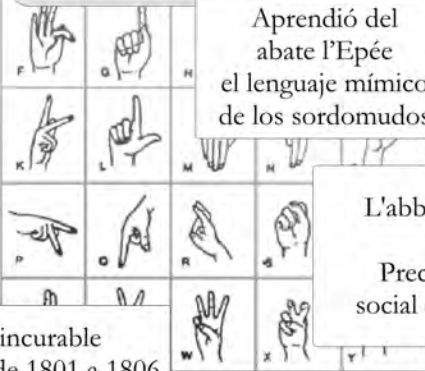 Aprendió del
abate l'Epée
el lenguaje mímico
de los sordomudos
F
G
H
K
L
M
N
L'abb
Prec
social
P
Q
R
S
incurable
de 1801 a 1806
W
X
Y